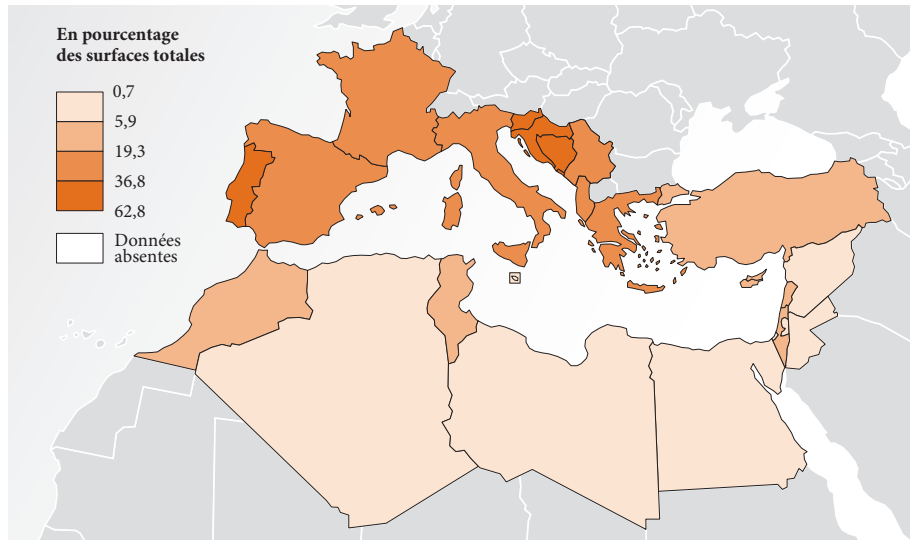 En pourcentage
des surfaces totales
0,7
5,9
19,3
36,8
62,8
Données
absentes